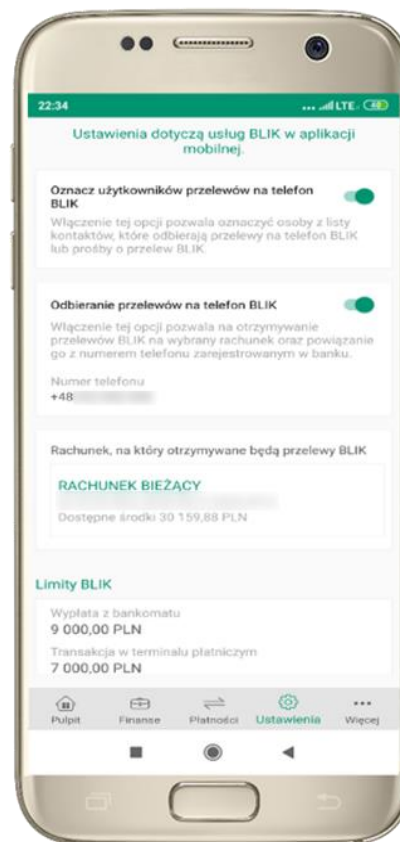 22:34
... LTE 40
Ustawienia dotyczą usług BLIK w aplikacji
mobilnej.
Oznacz użytkowników przelewów na telefon
BLIK
Włączenie tej opcji pozwala oznaczyć osoby z listy
kontaktów, które odbierają przelewy na telefon BLIK
lub prośby o przelew BLIK.
Odbieranie przelewów na telefon BLIK
Włączenie tej opcji pozwala na otrzymywanie
przelewów BLIK na wybrany rachunek oraz powiązanie
go z numerem telefonu zarejestrowanym w banku.
Numer telefonu
+48
Rachunek, na który otrzymywane będą przelewy BLIK
RACHUNEK BIEŻĄCY
Dostępne środki 30 159,88 PLN
Limity BLIK
Wypłata z bankomatu
9 000,00 PLN
Transakcja w terminalu płatniczym
7 000,00 PLN
Pulpit Finanse Płatności Ustawienia Więcej